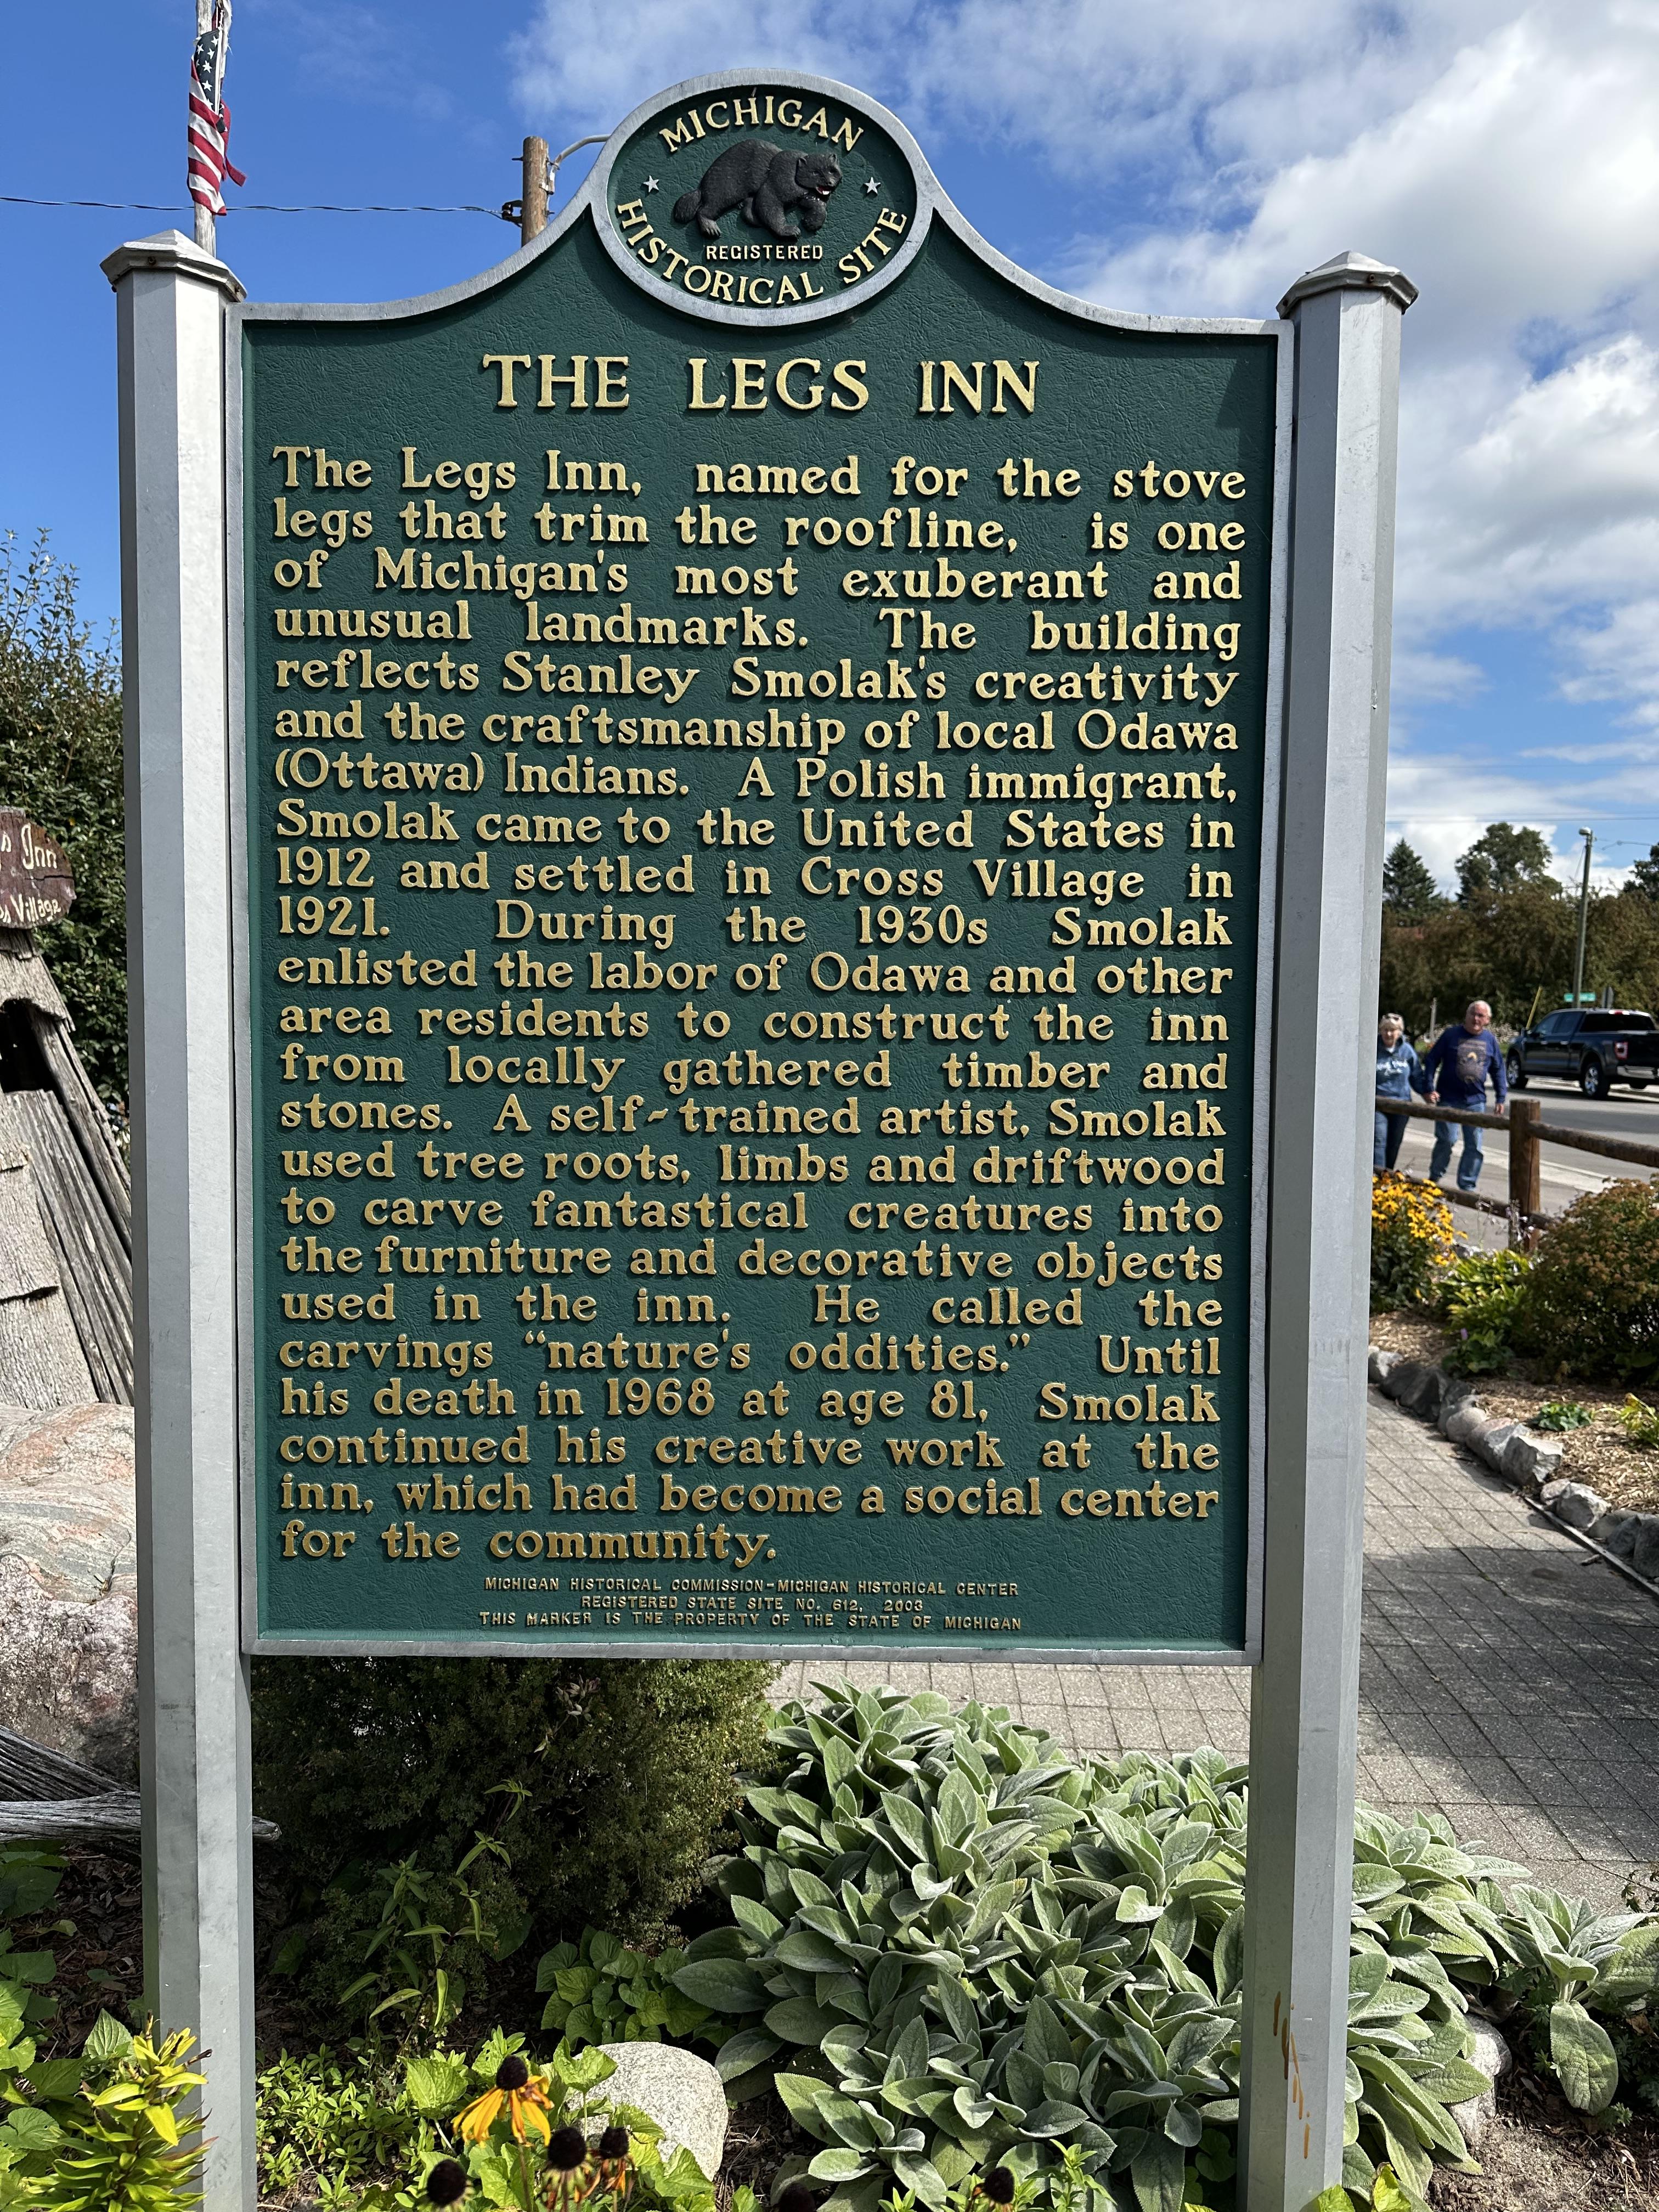 MICHIGAN
REGISTERED
HISTORICAL SITE
THE LEGS INN
The Legs Inn, named for the stove
legs that trim the roofline, is one
of Michigan's most exuberant and
unusual landmarks. The building
reflects Stanley Smolak's creativity
and the craftsmanship of local Odawa
(Ottawa) Indians. A Polish immigrant,
Smolak came to the United States in
1912 and settled in Cross Village in
1921. During the 1930s Smolak
enlisted the labor of Odawa and other
area residents to construct the inn
from locally gathered timber and
stones. A self-trained artist, Smolak
used tree roots, limbs and driftwood
to carve fantastical creatures into
the furniture and decorative objects
used in the inn. He called the
carvings "nature's oddities." Until
his death in 1968 at age 81, Smolak
continued his creative work at the
inn, which had become a social center
for the community.
MICHIGAN HISTORICAL COMMISSION-MICHIGAN HISTORICAL CENTER
REGISTERED STATE SITE NO. 612, 2003
THIS MARKER IS THE PROPERTY OF THE STATE OF MICHIGAN
Inn
Village